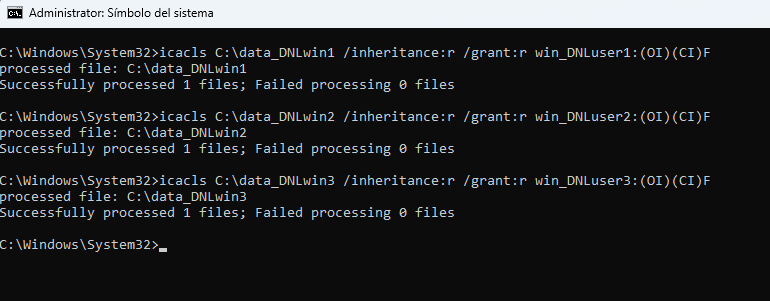 Administrator: Símbolo del sistema
C:\Windows\System32>icacls C:\data_DNLwin1 /inheritance:r /grant:r win_DNLuser1:(OI)(CI)F
processed file: C:\data_DNLwin1
Successfully processed 1 files; Failed processing 0 files
C:\Windows\System32>icacls C:\data_DNLwin2 /inheritance:r /grant:r win_DNLuser2:(OI)(CI)F
processed file: C:\data_DNLwin2
Successfully processed 1 files; Failed processing 0 files
C:\Windows\System32>icacls C:\data_DNLwin3 /inheritance:r /grant:r win_DNLuser3:(OI)(CI)F
processed file: C:\data_DNLwin3
Successfully processed 1 files; Failed processing 0 files
C:\Windows\System32>